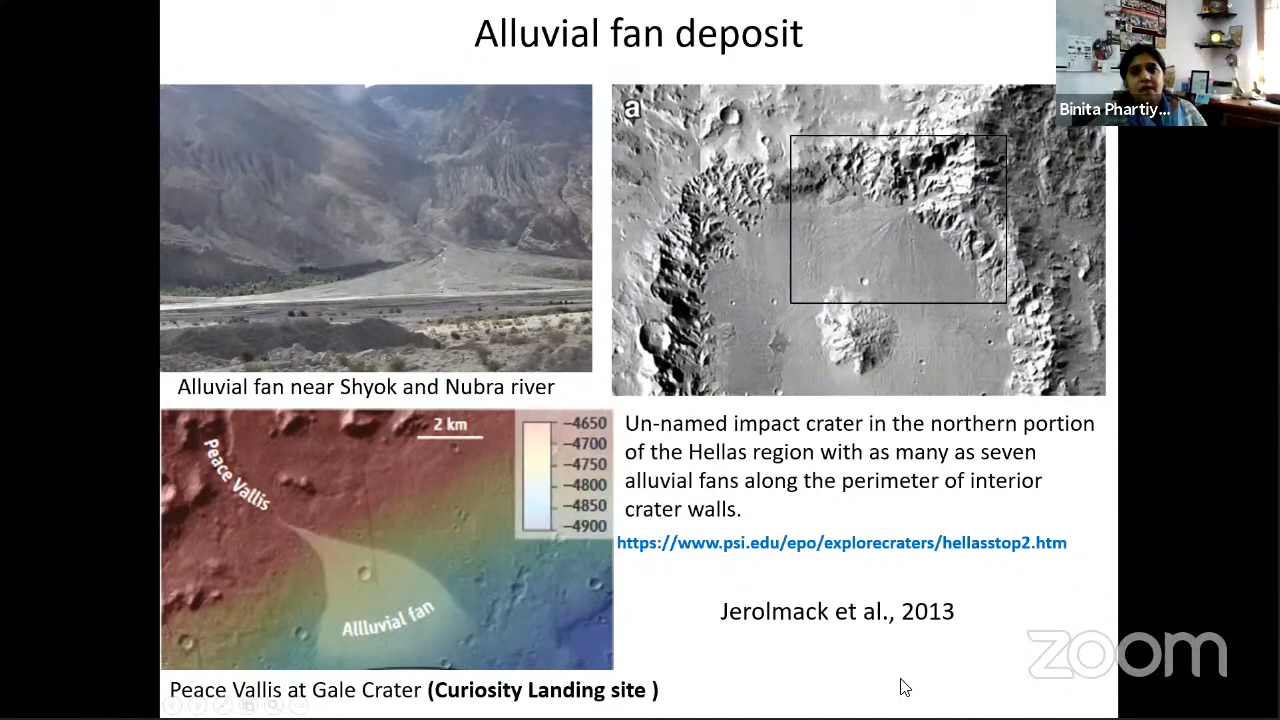 Alluvial fan deposit
Binita Phartiy...
a
Alluvial fan near Shyok and Nubra river
Un-named impact crater in the northern portion
of the Hellas region with as many as seven
alluvial fans along the perimeter of interior
crater walls.
https://www.psi.edu/epo/explorecraters/hellasstop2.htm
Jerolmack et al., 2013
2 km
−4650
−4700
−4750
−4800
−4850
−4900
Peace Vallis
Allluvial fan
Peace Vallis at Gale Crater (Curiosity Landing site )
zoom